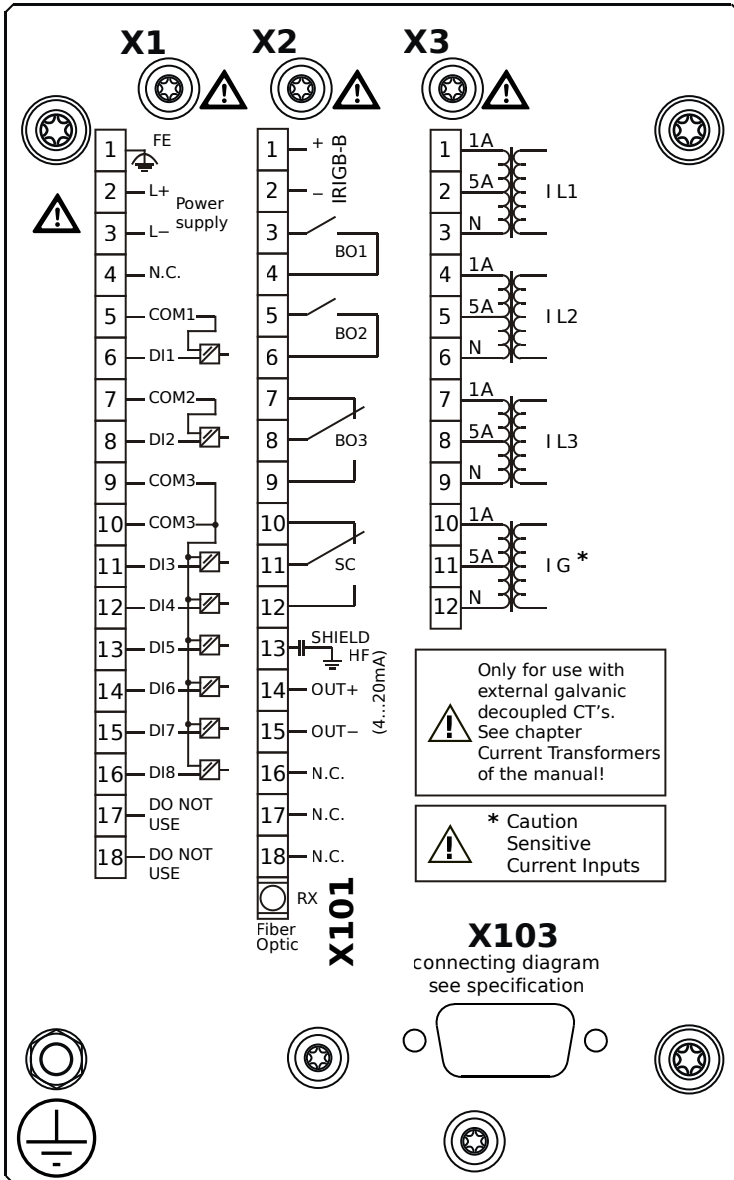 X1
1 FE
2 L+
Power
supply
3 L−
4 N.C.
5 COM1
6 DI1
7 COM2
8 DI2
9 COM3
10 COM3
11 DI3
12 DI4
13 DI5
14 DI6
15 DI7
16 DI8
17 DO NOT
USE
18 DO NOT
USE
X2
1 +
2 −
IRIGB-B
3
BO1
4
5
BO2
6
7
8 BO3
9
10
11 SC
12
13 SHIELD
HF
14 OUT+
15 OUT−
(4...20mA)
16 N.C.
17 N.C.
18 N.C.
RX
Fiber
Optic
X101
X3
1 1A
2 5A I L1
3 N
4 1A
5 5A I L2
6 N
7 1A
8 5A I L3
9 N
10 1A
11 5A I G *
12 N
Only for use with
external galvanic
decoupled CT's.
See chapter
Current Transformers
of the manual!
* Caution
Sensitive
Current Inputs
X103
connecting diagram
see specification